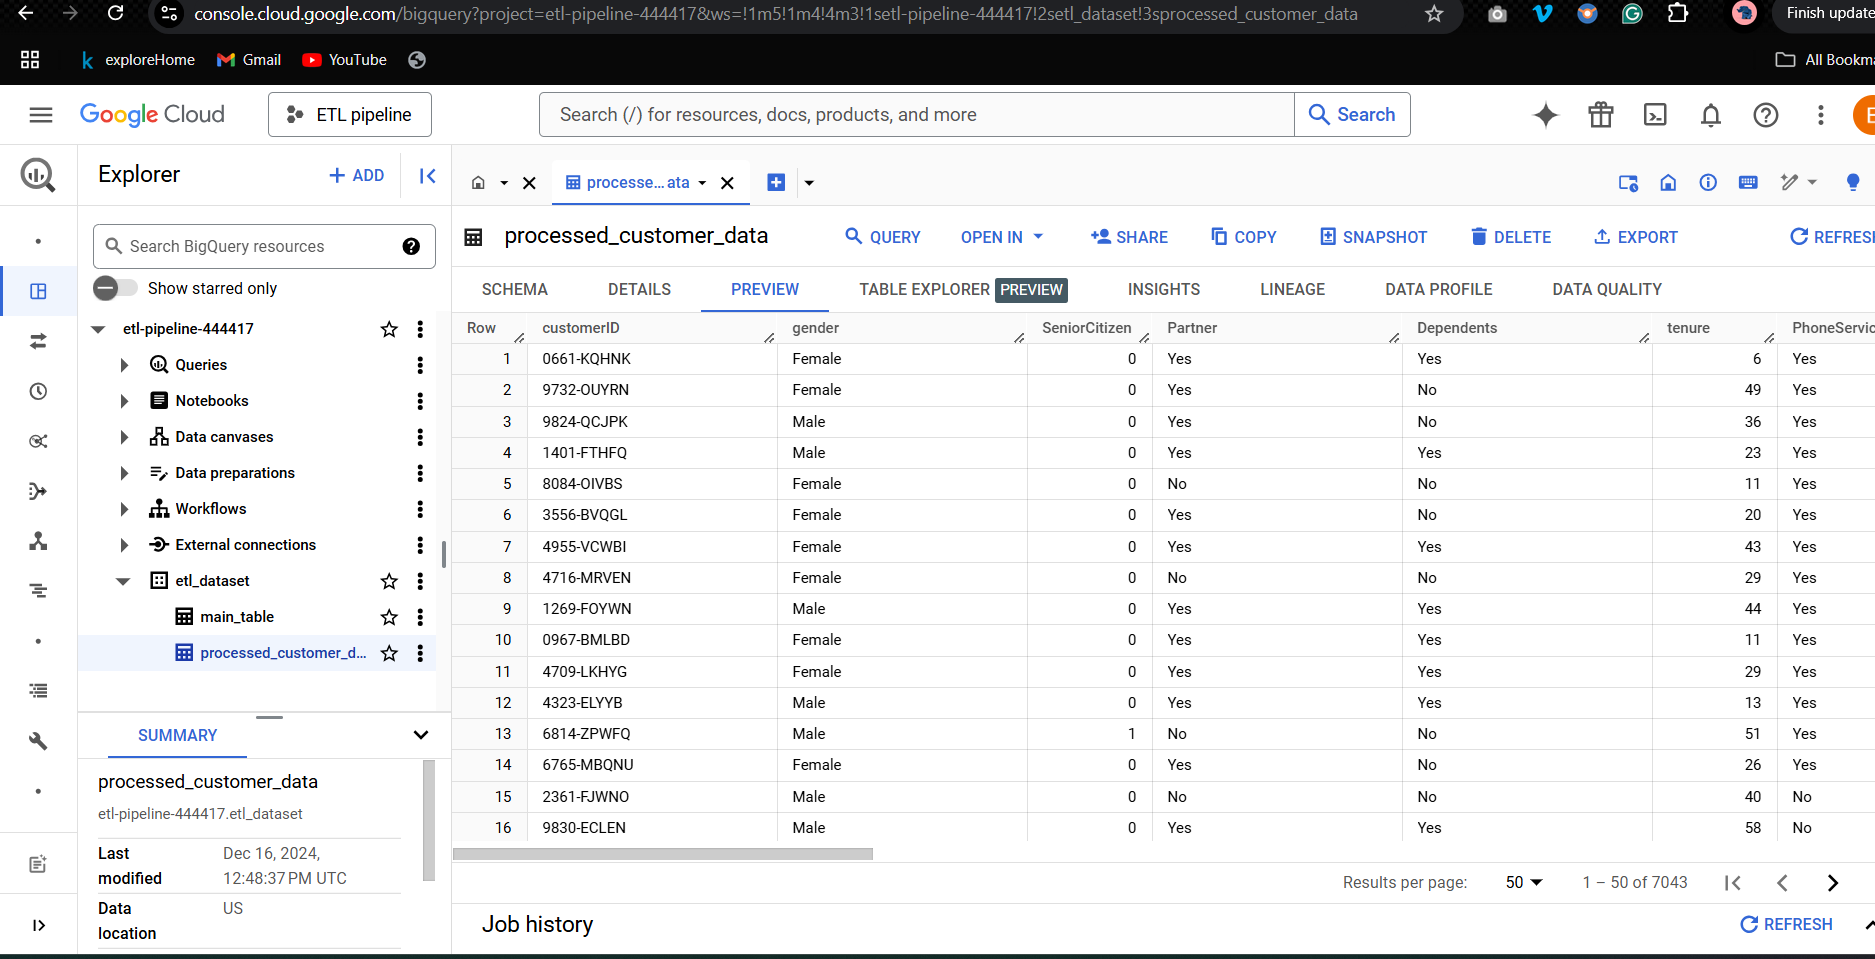 console.cloud.google.com/bigquery?project=etl-pipeline-444417&ws=!1m5!1m4!4m3!1setl-pipeline-444417!2setl_dataset!3sprocessed_customer_data
Finish update
exploreHome Gmail YouTube
All Bookma
Google Cloud ETL pipeline Search (/) for resources, docs, products, and more Search
E
Explorer + ADD
processe...ata
Search BigQuery resources
Show starred only
etl-pipeline-444417
Queries
Notebooks
Data canvases
Data preparations
Workflows
External connections
etl_dataset
main_table
processed_customer_d...
SUMMARY
processed_customer_data
etl-pipeline-444417.etl_dataset
Last modified Dec 16, 2024, 12:48:37 PM UTC
Data location US
processed_customer_data QUERY OPEN IN SHARE COPY SNAPSHOT DELETE EXPORT REFRESH
SCHEMA DETAILS PREVIEW TABLE EXPLORER PREVIEW INSIGHTS LINEAGE DATA PROFILE DATA QUALITY
Row customerID gender SeniorCitizen Partner Dependents tenure PhoneServic
1 0661-KQHNK Female 0 Yes Yes 6 Yes
2 9732-OUYRN Female 0 Yes No 49 Yes
3 9824-QCJPK Male 0 Yes No 36 Yes
4 1401-FTHFQ Male 0 Yes Yes 23 Yes
5 8084-OIVBS Female 0 No No 11 Yes
6 3556-BVQGL Female 0 Yes No 20 Yes
7 4955-VCWBI Female 0 Yes Yes 43 Yes
8 4716-MRVEN Female 0 No No 29 Yes
9 1269-FOYWN Male 0 Yes Yes 44 Yes
10 0967-BMLBD Female 0 Yes Yes 11 Yes
11 4709-LKHYG Female 0 Yes Yes 29 Yes
12 4323-ELYYB Male 0 Yes Yes 13 Yes
13 6814-ZPWFQ Male 1 No No 51 Yes
14 6765-MBQNU Female 0 Yes No 26 Yes
15 2361-FJWNO Male 0 No No 40 No
16 9830-ECLEN Male 0 Yes Yes 58 No
Results per page: 50 1 – 50 of 7043
Job history REFRESH